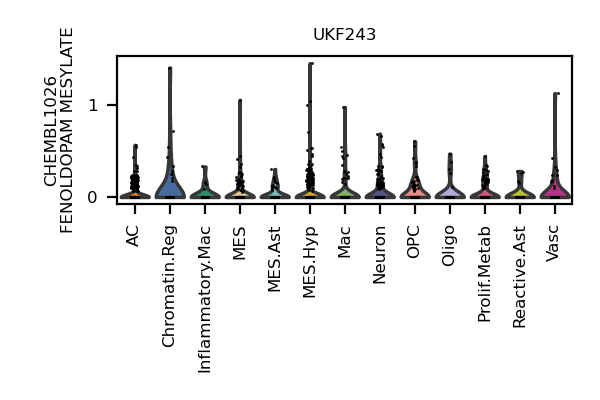 UKF243
CHEMBL1026
FENOLDOPAM MESYLATE
1
0
AC
Chromatin.Reg
Inflammatory.Mac
MES
MES.Ast
MES.Hyp
Mac
Neuron
OPC
Oligo
Prolif.Metab
Reactive.Ast
Vasc